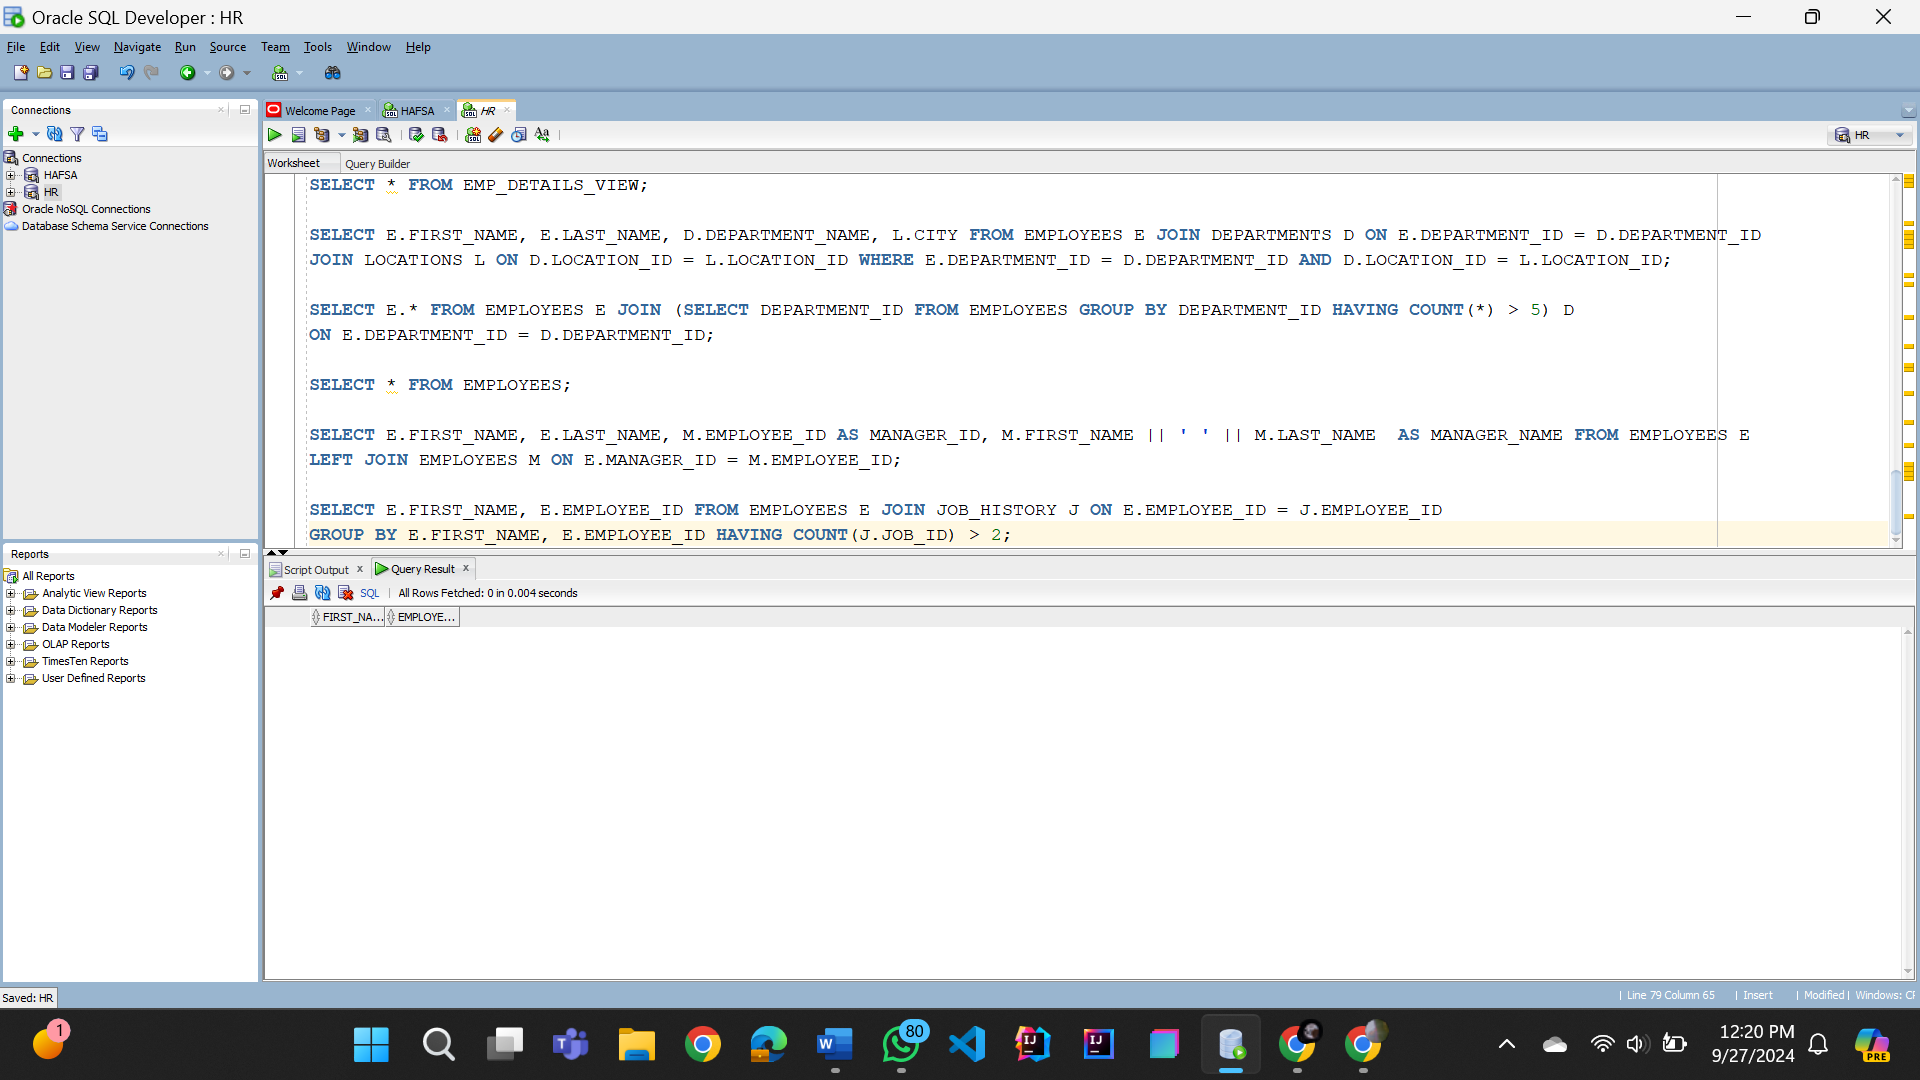 Oracle SQL Developer : HR
File Edit View Navigate Run Source Team Tools Window Help
Connections
Connections
HAFSA
HR
Oracle NoSQL Connections
Database Schema Service Connections
Reports
All Reports
Analytic View Reports
Data Dictionary Reports
Data Modeler Reports
OLAP Reports
TimesTen Reports
User Defined Reports
Welcome Page HAFSA HR
HR
Worksheet Query Builder
SELECT * FROM EMP_DETAILS_VIEW;
SELECT E.FIRST_NAME, E.LAST_NAME, D.DEPARTMENT_NAME, L.CITY FROM EMPLOYEES E JOIN DEPARTMENTS D ON E.DEPARTMENT_ID = D.DEPARTMENT_ID
JOIN LOCATIONS L ON D.LOCATION_ID = L.LOCATION_ID WHERE E.DEPARTMENT_ID = D.DEPARTMENT_ID AND D.LOCATION_ID = L.LOCATION_ID;
SELECT E.* FROM EMPLOYEES E JOIN (SELECT DEPARTMENT_ID FROM EMPLOYEES GROUP BY DEPARTMENT_ID HAVING COUNT(*) > 5) D
ON E.DEPARTMENT_ID = D.DEPARTMENT_ID;
SELECT * FROM EMPLOYEES;
SELECT E.FIRST_NAME, E.LAST_NAME, M.EMPLOYEE_ID AS MANAGER_ID, M.FIRST_NAME || ' ' || M.LAST_NAME  AS MANAGER_NAME FROM EMPLOYEES E
LEFT JOIN EMPLOYEES M ON E.MANAGER_ID = M.EMPLOYEE_ID;
SELECT E.FIRST_NAME, E.EMPLOYEE_ID FROM EMPLOYEES E JOIN JOB_HISTORY J ON E.EMPLOYEE_ID = J.EMPLOYEE_ID
GROUP BY E.FIRST_NAME, E.EMPLOYEE_ID HAVING COUNT(J.JOB_ID) > 2;
Script Output x Query Result x
SQL | All Rows Fetched: 0 in 0.004 seconds
FIRST_NA... EMPLOYE...
Saved: HR
| Line 79 Column 65 | Insert | Modified | Windows: CF
1
80
12:20 PM
9/27/2024
PRE